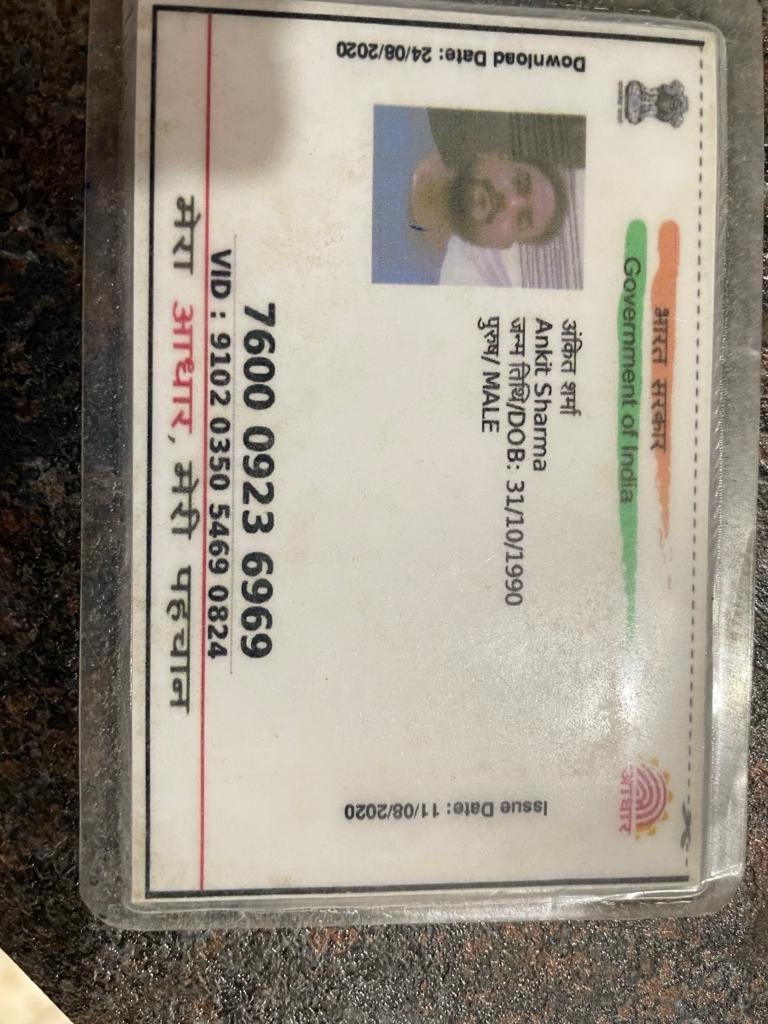 भारत सरकार
Government of India
Download Date: 24/08/2020
अंकित शर्मा
Ankit Sharma
जन्म तिथि/DOB: 31/10/1990
पुरुष/ MALE
Issue Date: 11/08/2020
आधार
7600 0923 6969
VID : 9102 0350 5469 0824
मेरा आधार, मेरी पहचान